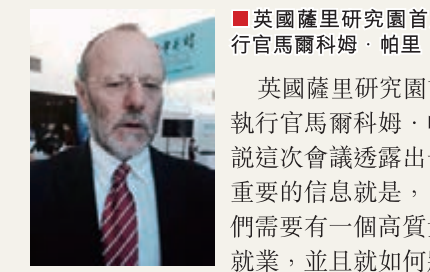 ■英國薩里研究園首
行官馬爾科姆·帕里
英國薩里研究園
執行官馬爾科姆·
說這次會議透露出
重要的信息就是，
們需要有一個高質
就業，並且就如何